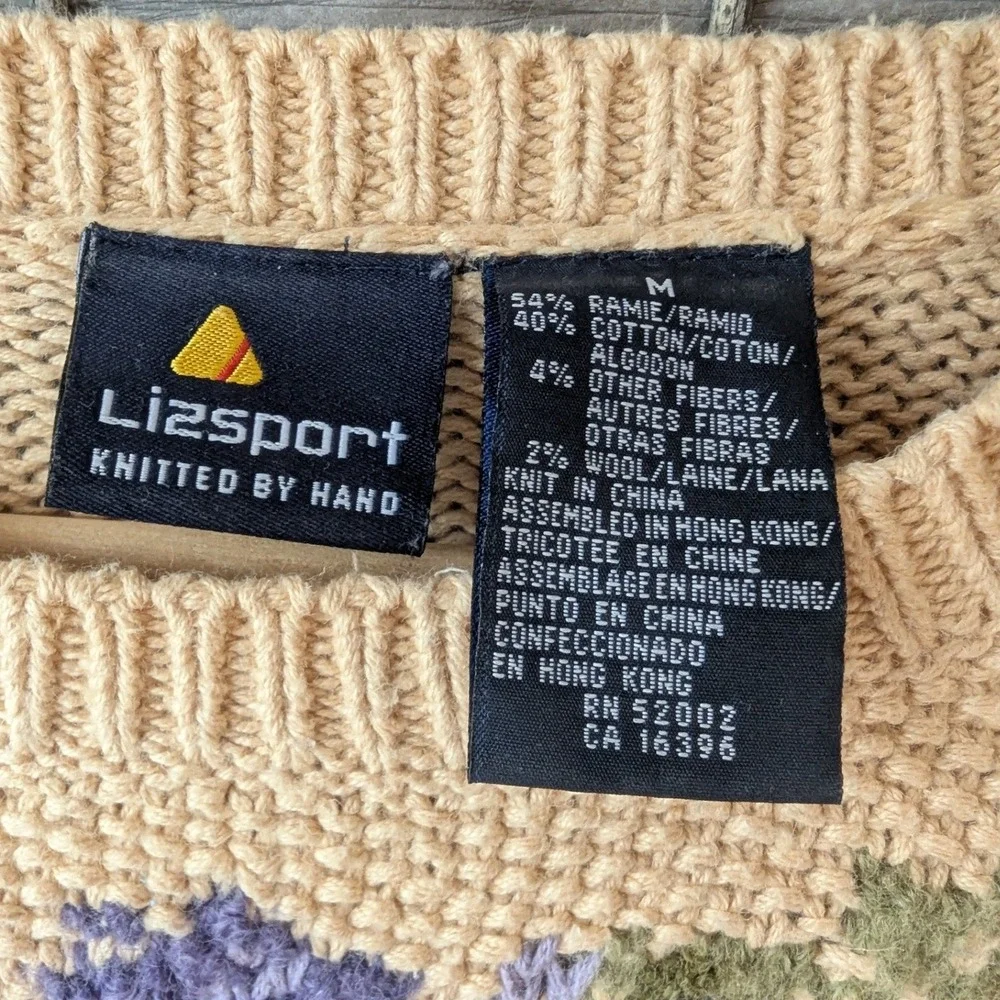 Lizsport
KNITTED BY HAND
M
54% RAMIE/RAMID
40% COTTON/COTON/
ALGODON
4% OTHER FIBERS/
AUTRES FIBRES/
OTRAS FIBRAS
2% WOOL/LAINE/LANA
KNIT IN CHINA
ASSEMBLED IN HONG KONG/
TRICOTEE EN CHINE
ASSEMBLAGE EN HONG KONG/
PUNTO EN CHINA
CONFECCIONADO
EN HONG KONG
RN 52002
CA 16396